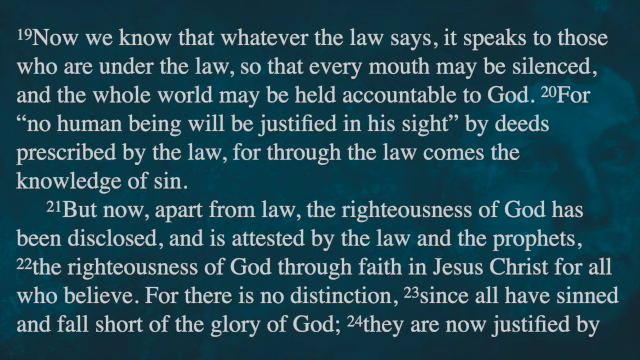 19Now we know that whatever the law says, it speaks to those
who are under the law, so that every mouth may be silenced,
and the whole world may be held accountable to God. 20For
“no human being will be justified in his sight” by deeds
prescribed by the law, for through the law comes the
knowledge of sin.
21But now, apart from law, the righteousness of God has
been disclosed, and is attested by the law and the prophets,
22the righteousness of God through faith in Jesus Christ for all
who believe. For there is no distinction, 23since all have sinned
and fall short of the glory of God; 24they are now justified by